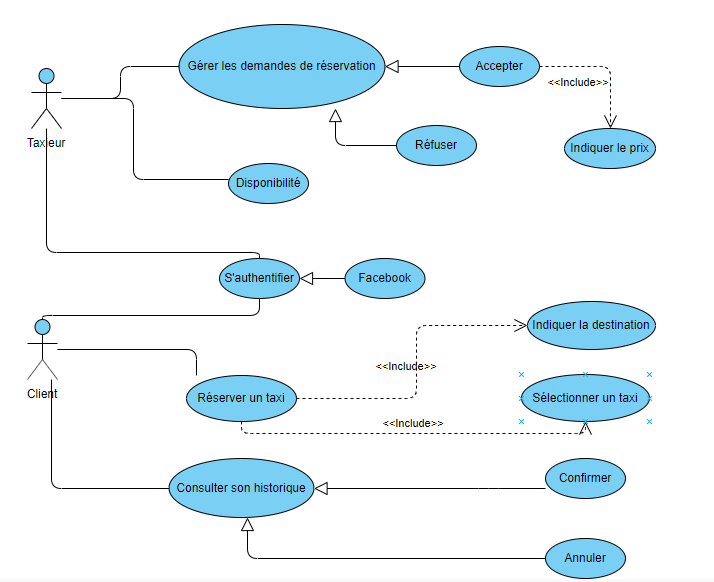 Gérer les demandes de réservation
Accepter
<<Include>>
Taxieur
Réfuser
Indiquer le prix
Disponibilité
S'authentifier
Facebook
Indiquer la destination
<<Include>>
Client
Réserver un taxi
Sélectionner un taxi
<<Include>>
Consulter son historique
Confirmer
Annuler